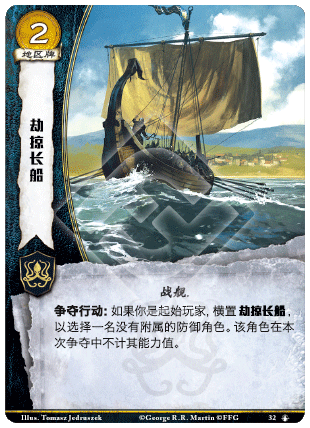 2
地区牌
劫掠长船
战舰.
争夺行动: 如果你是起始玩家, 横置劫掠长船,
以选择一名没有附属的防御角色。该角色在本
次争夺中不计其能力值。
Illus. Tomasz Jedruszek ©George R.R. Martin ©FFG 32